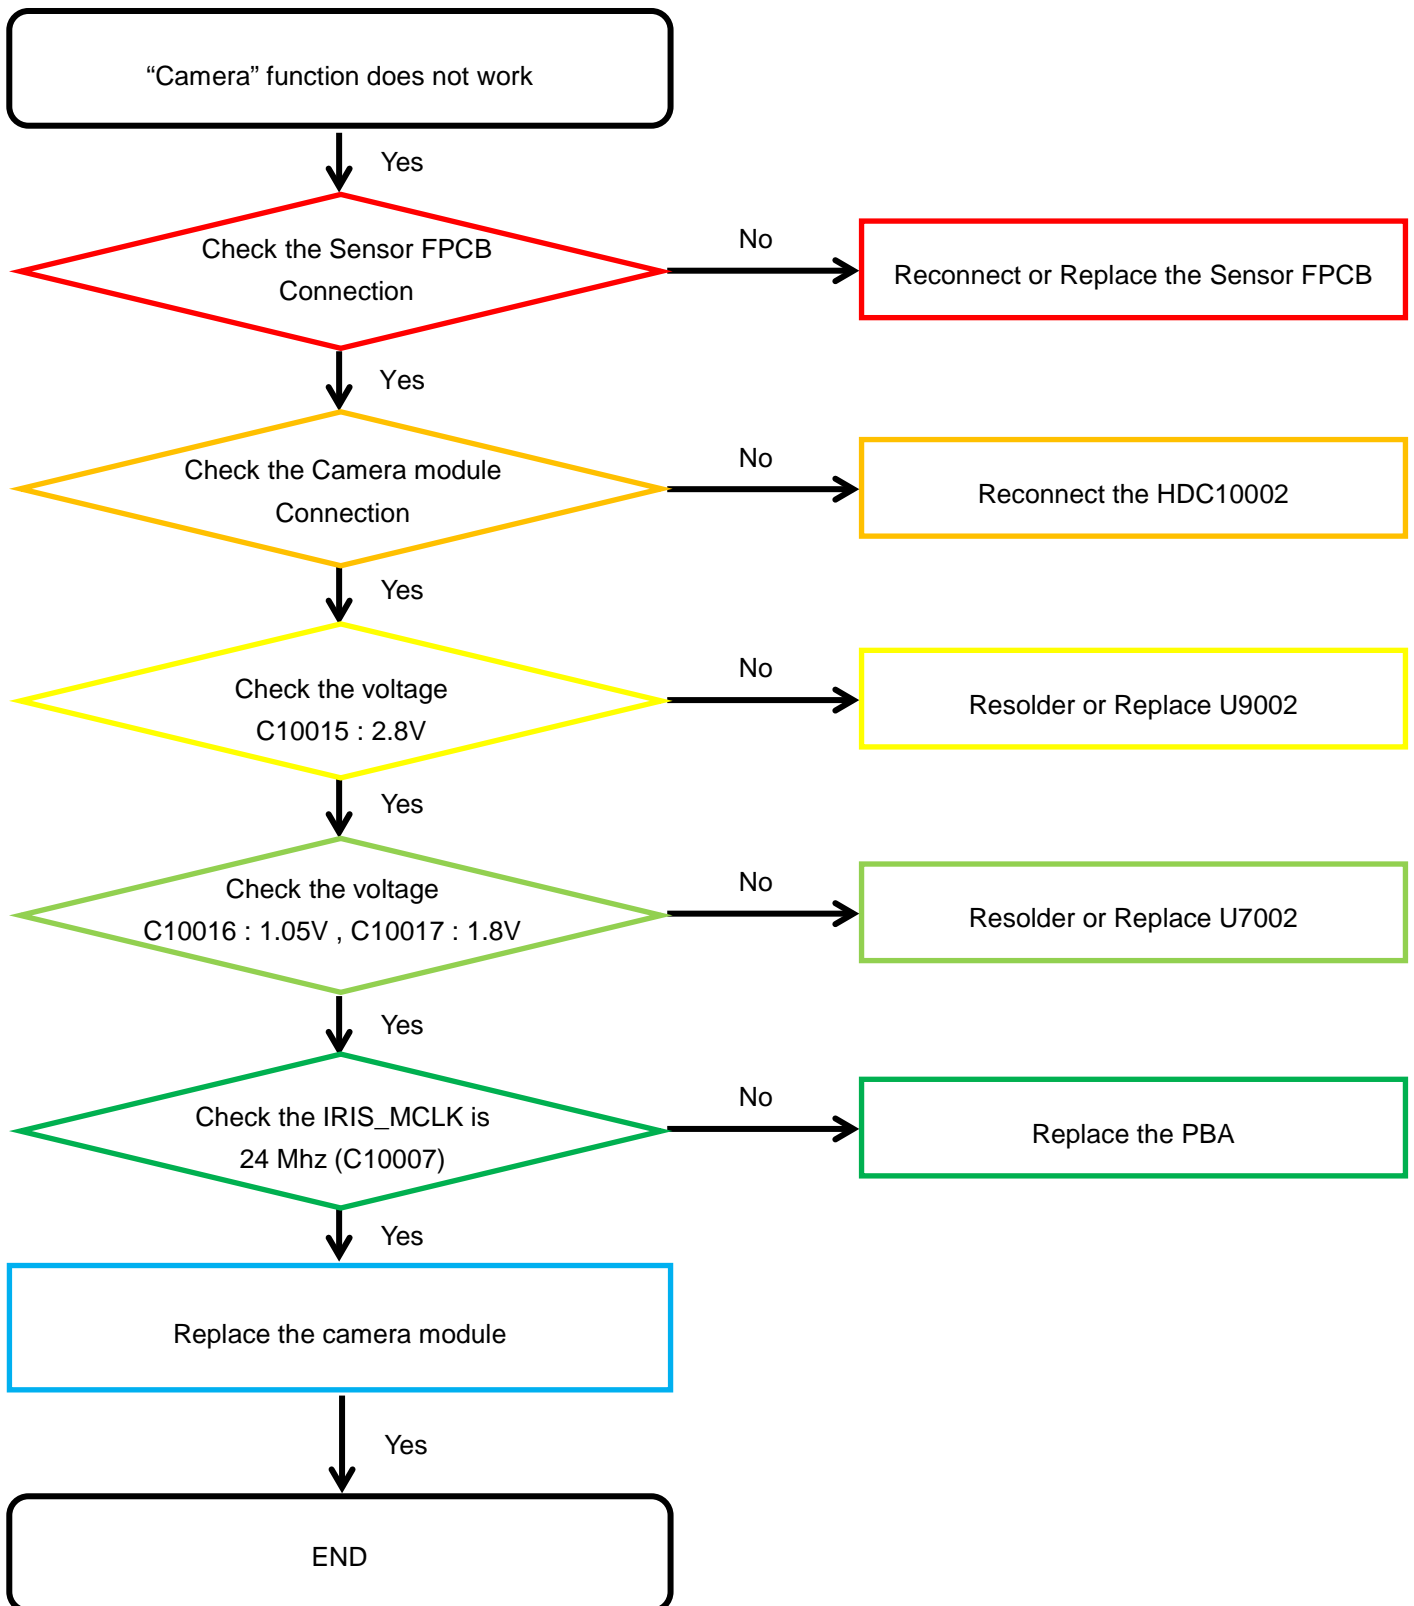 “Camera” function does not work
Yes
Check the Sensor FPCB
Connection
No
Reconnect or Replace the Sensor FPCB
Yes
Check the Camera module
Connection
No
Reconnect the HDC10002
Yes
Check the voltage
C10015 : 2.8V
No
Resolder or Replace U9002
Yes
Check the voltage
C10016 : 1.05V , C10017 : 1.8V
No
Resolder or Replace U7002
Yes
Check the IRIS_MCLK is
24 Mhz (C10007)
No
Replace the PBA
Yes
Replace the camera module
Yes
END